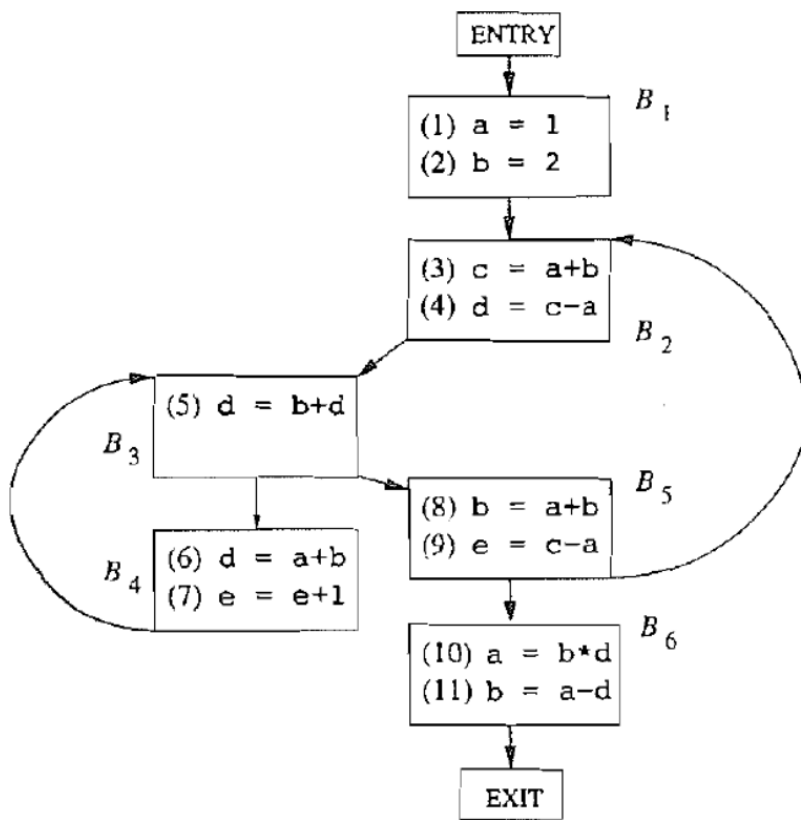 ENTRY
B1
(1) a = 1
(2) b = 2
(3) c = a+b
(4) d = c-a
B2
(5) d = b+d
B3
B5
(8) b = a+b
(9) e = c-a
(6) d = a+b
(7) e = e+1
B4
B6
(10) a = b*d
(11) b = a-d
EXIT